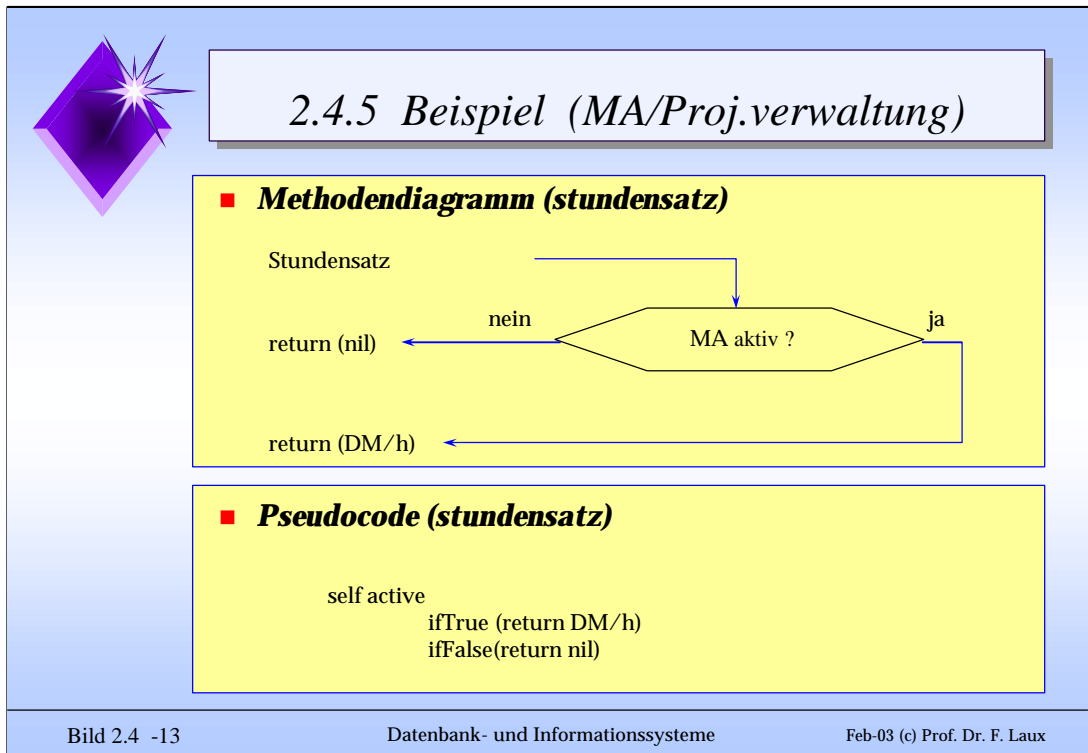 2.4.5 Beispiel (MA/Proj.verwaltung)
■ Methodendiagramm (stundensatz)
Stundensatz
nein
ja
MA aktiv ?
return (nil)
return (DM/h)
■ Pseudocode (stundensatz)
self active
ifTrue (return DM/h)
ifFalse(return nil)
Bild 2.4 -13
Datenbank- und Informationssysteme
Feb-03 (c) Prof. Dr. F. Laux